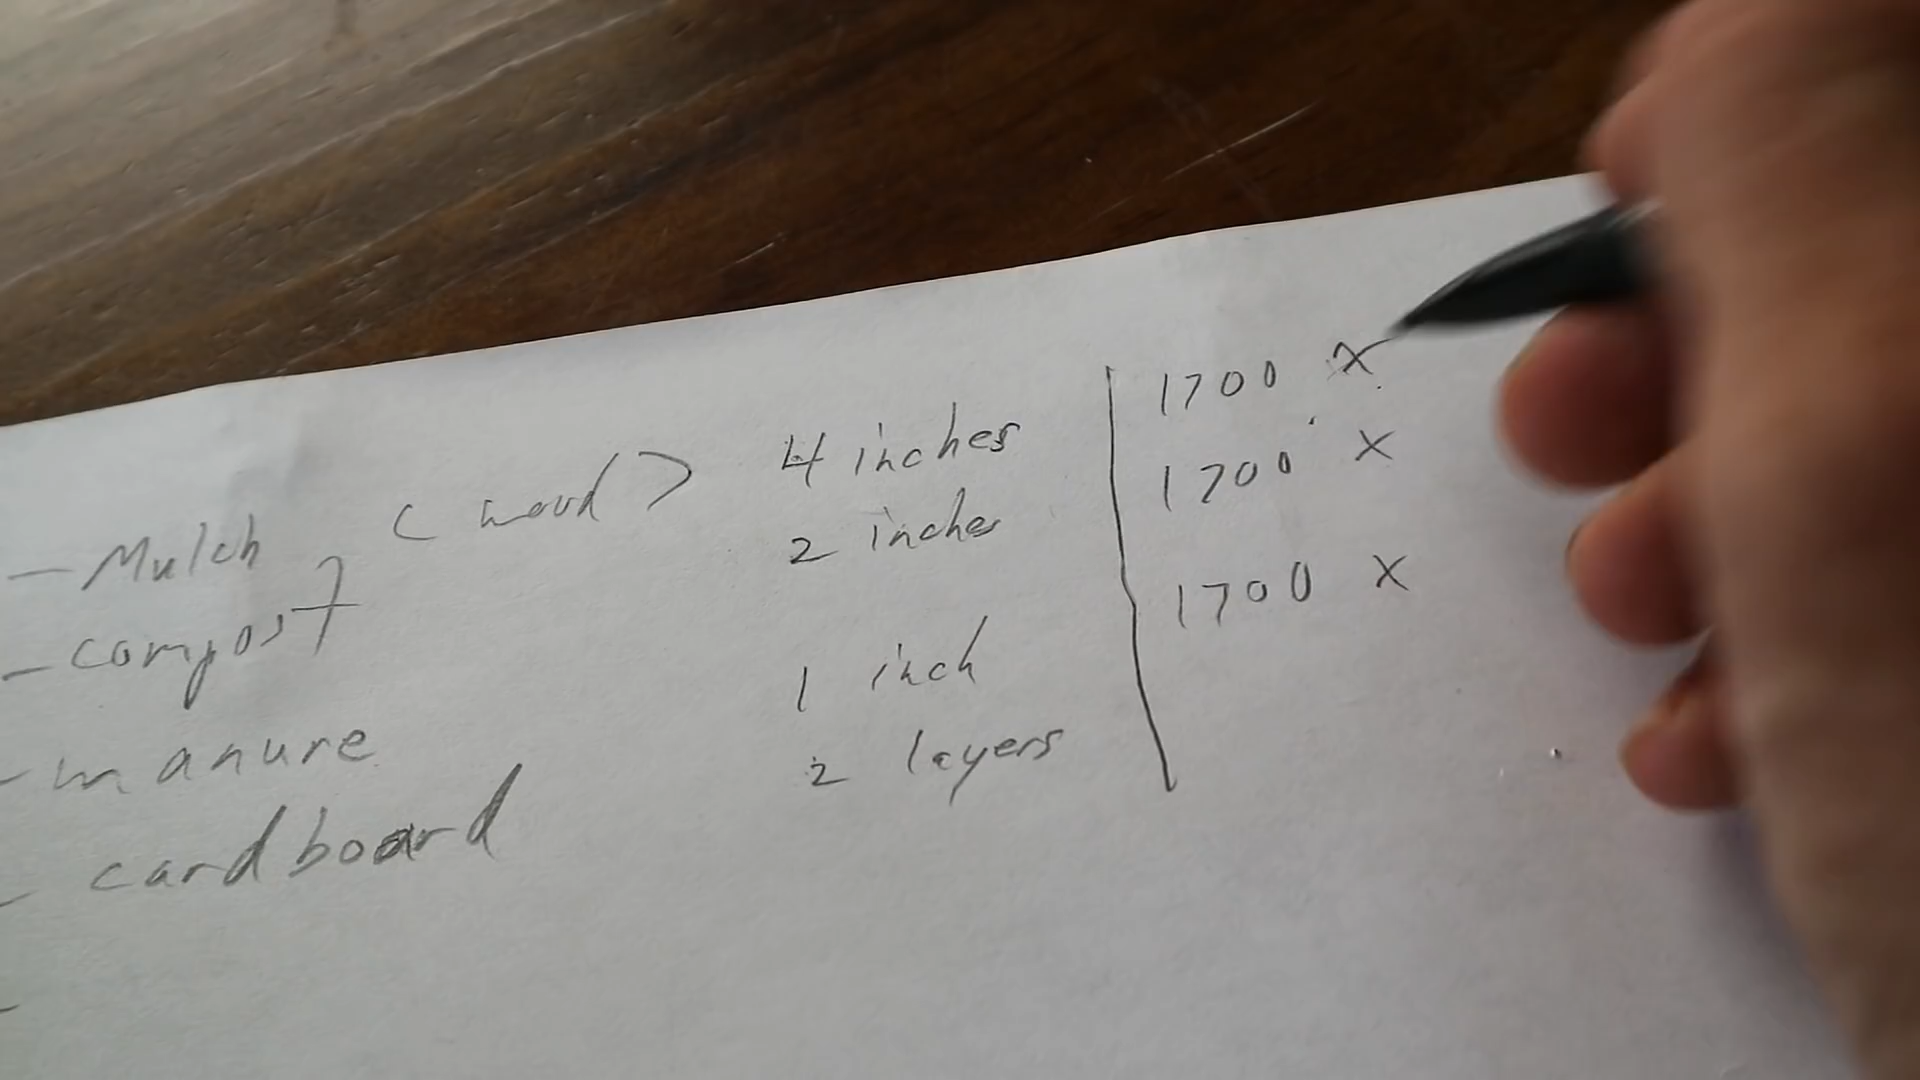 - Mulch (wood) 4 inches 1700 x
- compost 2 inches 1700 x
- manure 1 inch 1700 x
- cardboard 2 layers
-